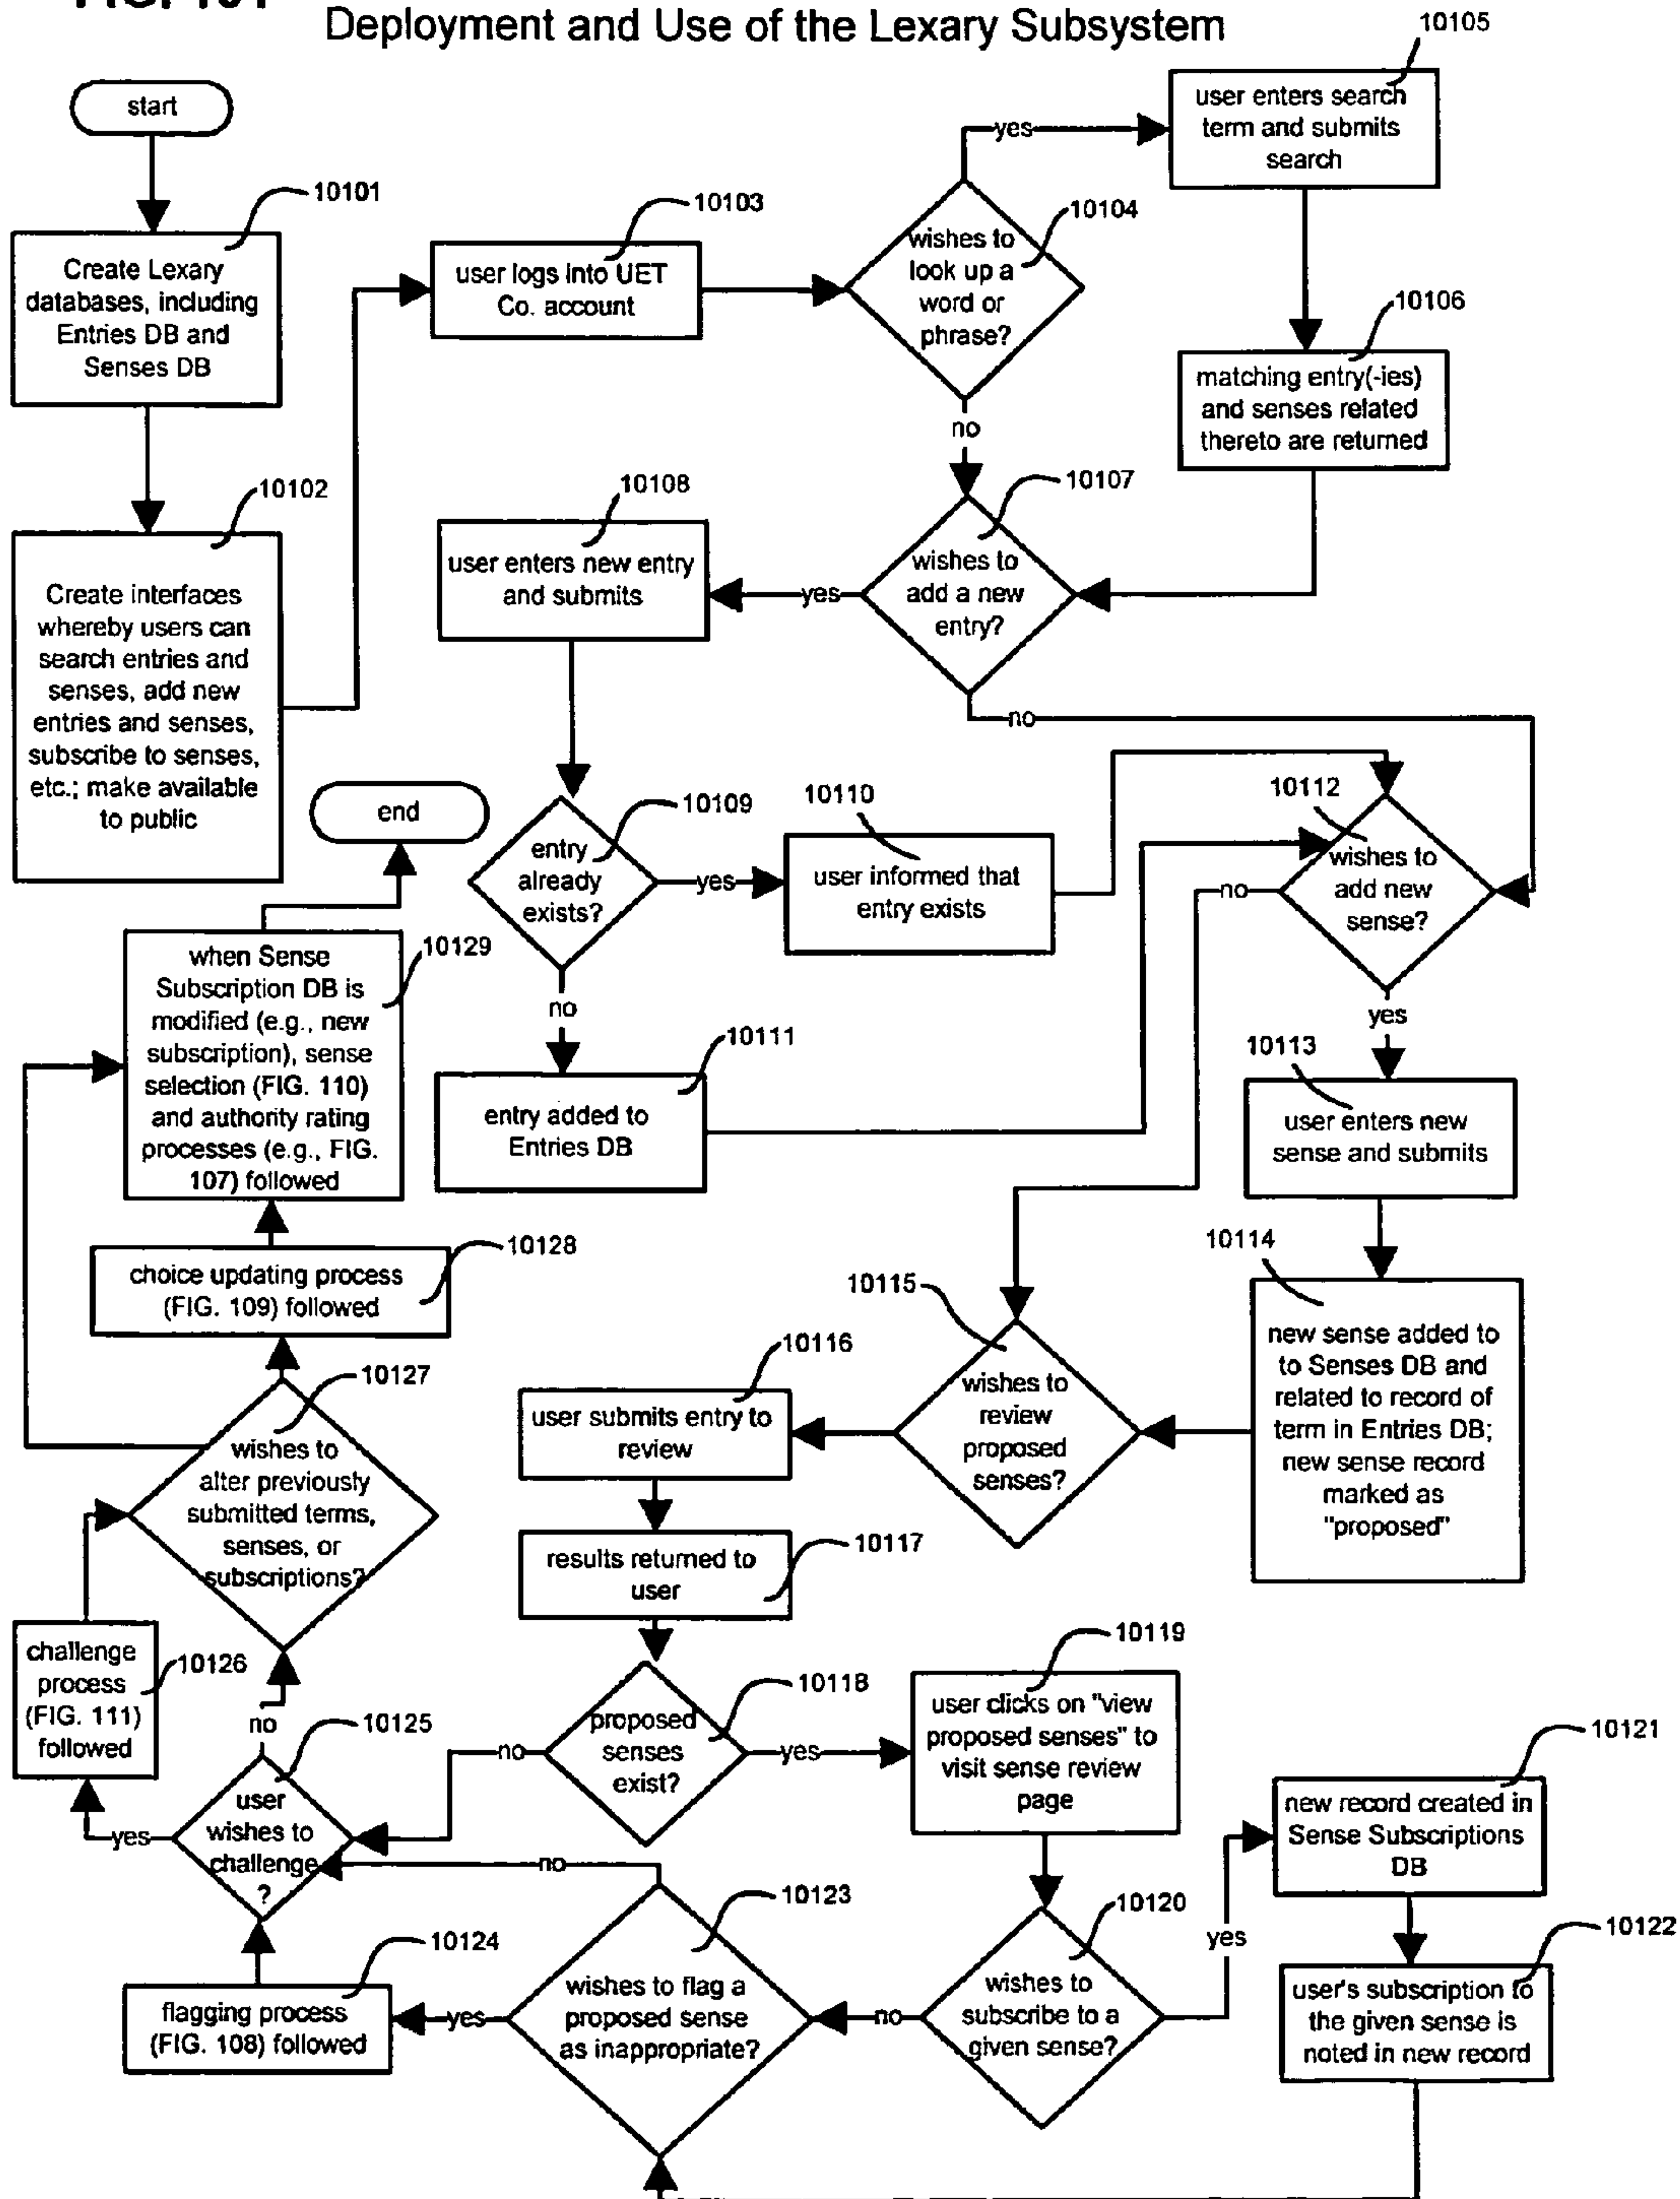 FIG. 101
Deployment and Use of the Lexary Subsystem
start
10101
Create Lexary
databases, including
Entries DB and
Senses DB
10102
Create interfaces
whereby users can
search entries and
senses, add new
entries and senses,
subscribe to senses,
etc.; make available
to public
10103
user logs into UET
Co. account
10104
wishes to
look up a
word or
phrase?
yes
no
10105
user enters search
term and submits
search
10106
matching entry(-ies)
and senses related
thereto are returned
10107
wishes to
add a new
entry?
yes
no
10108
user enters new entry
and submits
10109
entry
already
exists?
yes
no
10110
user informed that
entry exists
10111
entry added to
Entries DB
10112
wishes to
add new
sense?
no
yes
10113
user enters new
sense and submits
10114
new sense added to
to Senses DB and
related to record of
term in Entries DB;
new sense record
marked as
"proposed"
10115
wishes to
review
proposed
senses?
10116
user submits entry to
review
10117
results returned to
user
10118
proposed
senses
exist?
no
yes
10119
user clicks on "view
proposed senses" to
visit sense review
page
10120
wishes to
subscribe to a
given sense?
no
yes
10121
new record created in
Sense Subscriptions
DB
10122
user's subscription to
the given sense is
noted in new record
10123
wishes to flag a
proposed sense
as inappropriate?
no
yes
10124
flagging process
(FIG. 108) followed
10125
user
wishes to
challenge
?
yes
no
10126
challenge
process
(FIG. 111)
followed
10127
wishes to
alter previously
submitted terms,
senses, or
subscriptions?
10128
choice updating process
(FIG. 109) followed
10129
when Sense
Subscription DB is
modified (e.g., new
subscription), sense
selection (FIG. 110)
and authority rating
processes (e.g., FIG.
107) followed
end